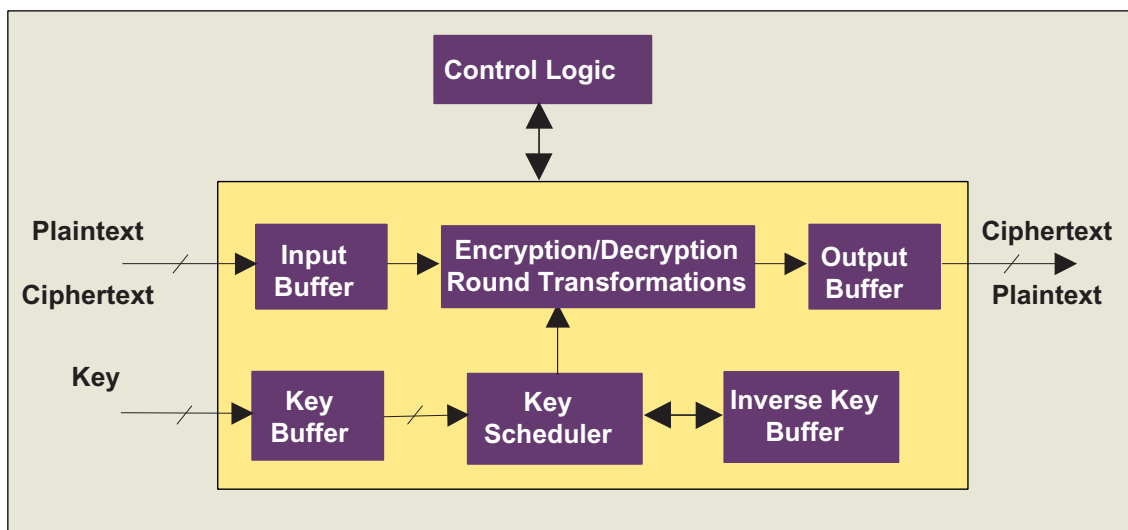 Control Logic
Plaintext
Ciphertext
Input
Buffer
Encryption/Decryption
Round Transformations
Output
Buffer
Ciphertext
Plaintext
Key
Key
Buffer
Key
Scheduler
Inverse Key
Buffer